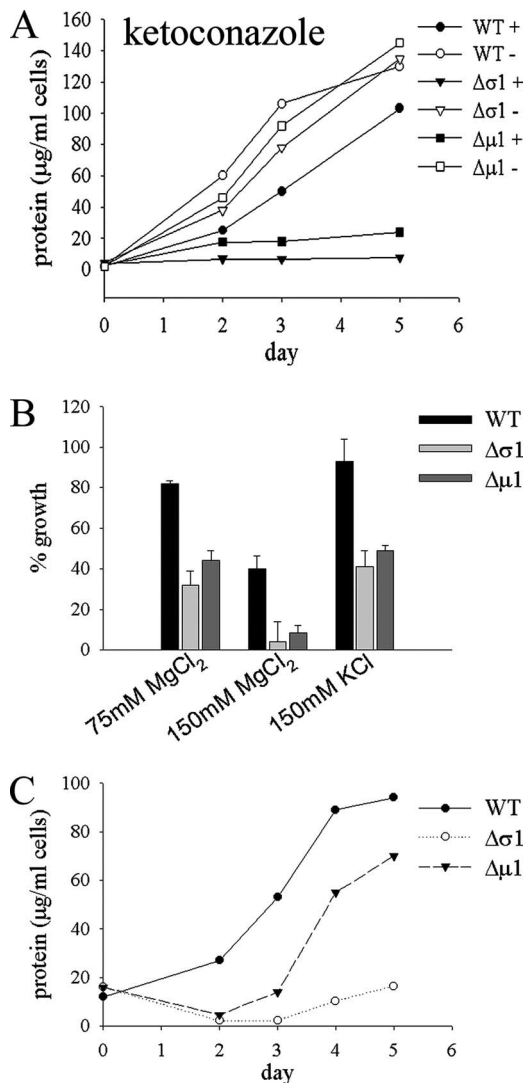 A
ketoconazole
protein (µg/ml cells)
160
140
120
100
80
60
40
20
0
0 1 2 3 4 5 6
day
WT +
WT -
Δσ1 +
Δσ1 -
Δµ1 +
Δµ1 -
B
% growth
120
100
80
60
40
20
0
75mM MgCl₂
150mM MgCl₂
150mM KCl
WT
Δσ1
Δµ1
C
protein (µg/ml cells)
100
80
60
40
20
0
0 1 2 3 4 5 6
day
WT
Δσ1
Δµ1